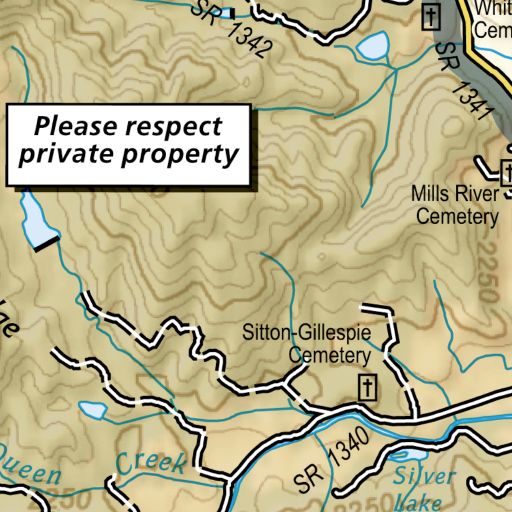 SR 1342
Whit
Cem
SR 1341
Please respect
private property
Mills River
Cemetery
2250
Sitton-Gillespie
Cemetery
Queen Creek
SR 1340
Silver
Lake
2250
2250